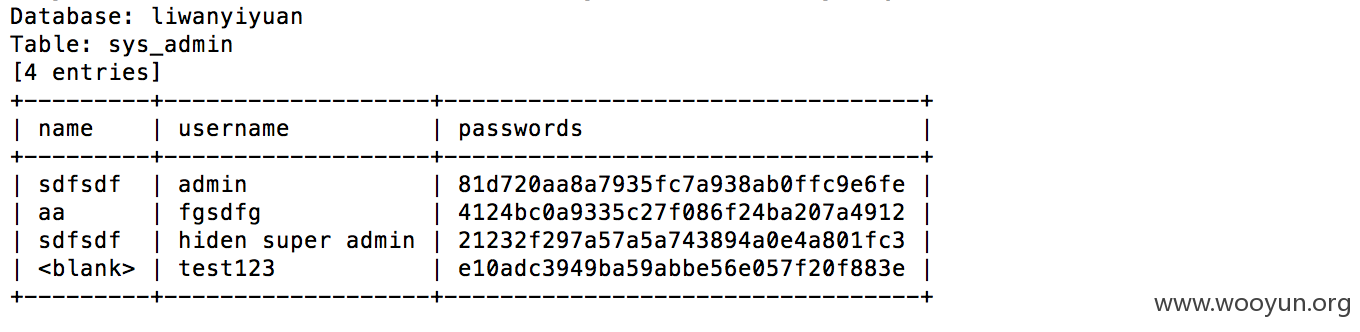 Database: liwanyiyuan
Table: sys_admin
[4 entries]
+---------+-------------------+----------------------------------+
| name    | username          | passwords                        |
+---------+-------------------+----------------------------------+
| sdfsdf  | admin             | 81d720aa8a7935fc7a938ab0ffc9e6fe |
| aa      | fgsdfg            | 4124bc0a9335c27f086f24ba207a4912 |
| sdfsdf  | hiden super admin | 21232f297a57a5a743894a0e4a801fc3 |
| <blank> | test123           | e10adc3949ba59abbe56e057f20f883e |
+---------+-------------------+----------------------------------+
www.wooyun.org